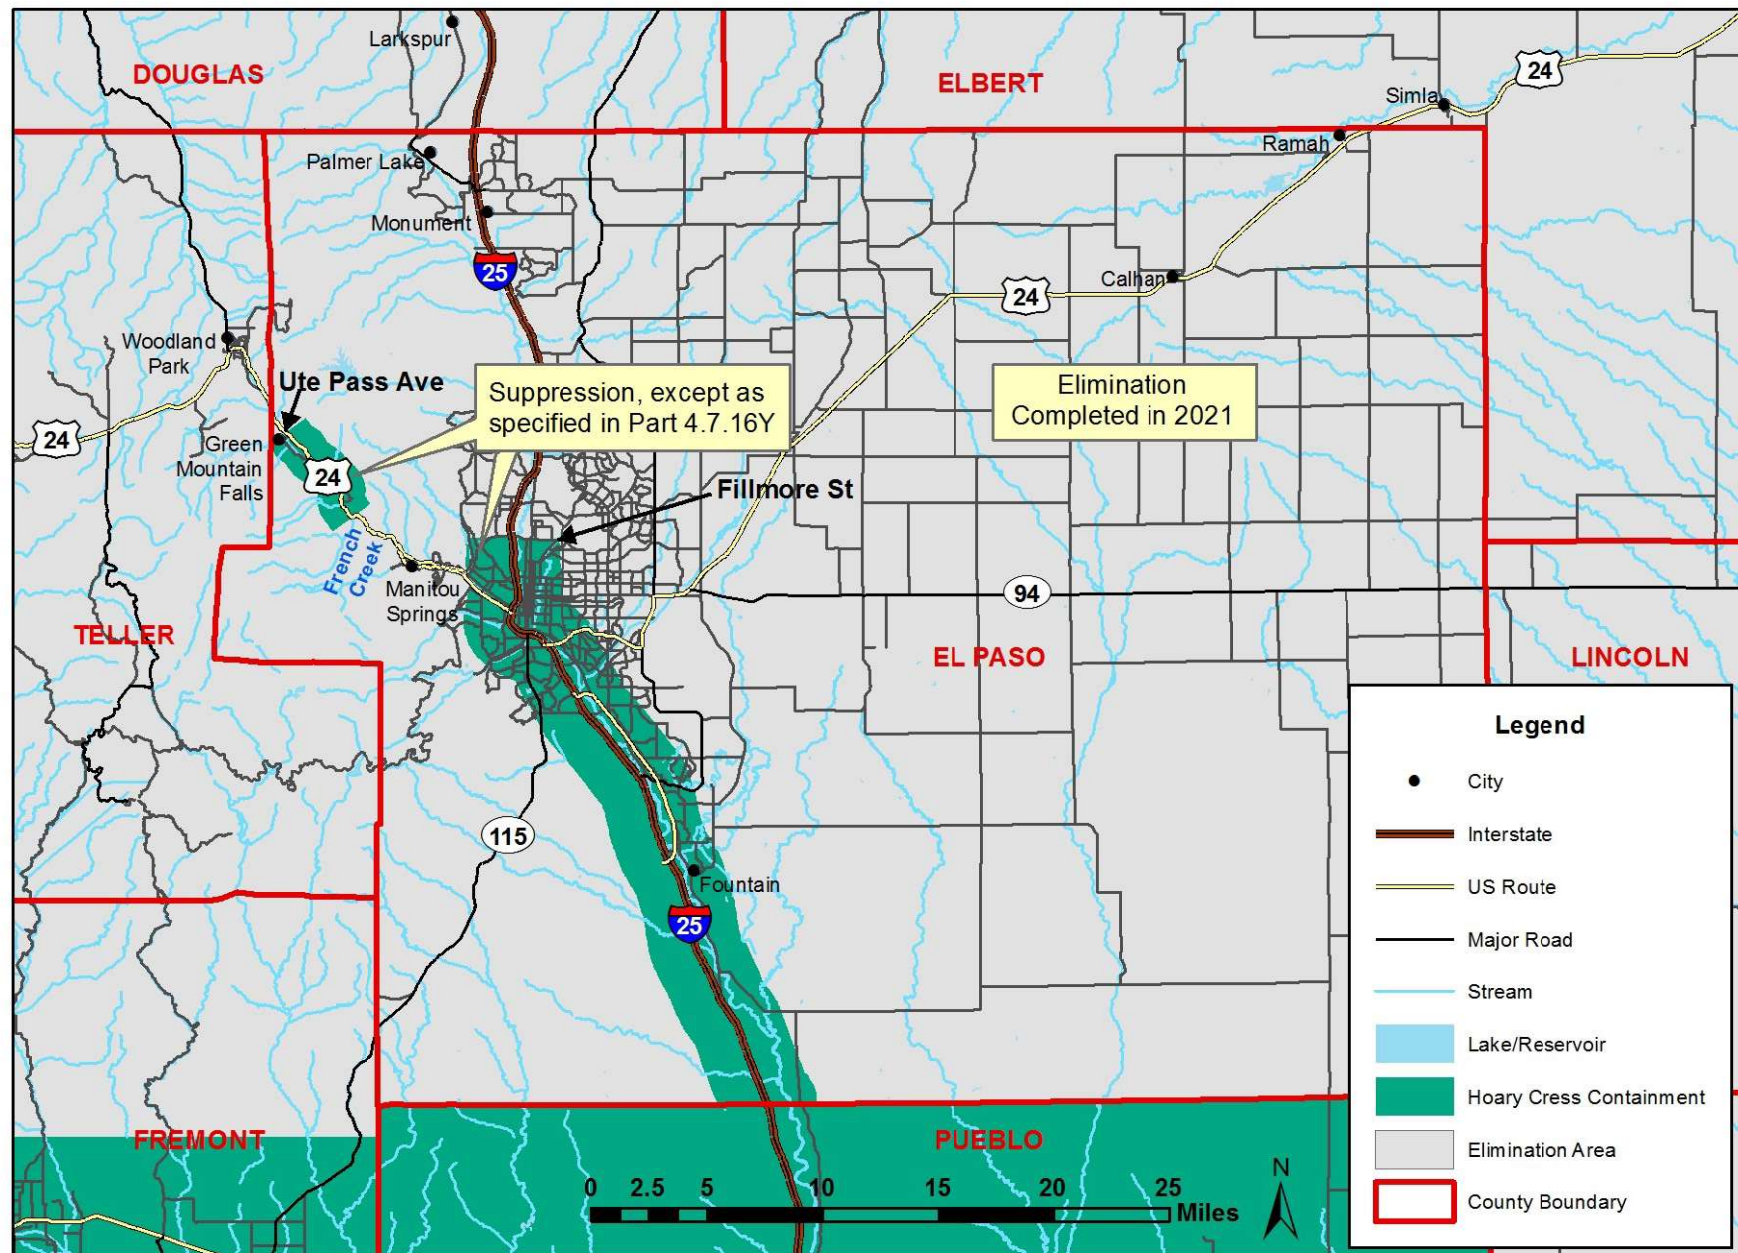 Larkspur
DOUGLAS
ELBERT
24
Simla
Ramah
Palmer Lake
Monument
25
Calhan
24
Woodland
Park
Ute Pass Ave
Suppression, except as
specified in Part 4.7.16Y
Elimination
Completed in 2021
24
Green
Mountain
Falls
24
Fillmore St
French
Creek
Manitou
Springs
94
TELLER
EL PASO
LINCOLN
115
Fountain
25
FREMONT
PUEBLO
Legend
City
Interstate
US Route
Major Road
Stream
Lake/Reservoir
Hoary Cress Containment
Elimination Area
County Boundary
0 2.5 5 10 15 20 25
Miles
N